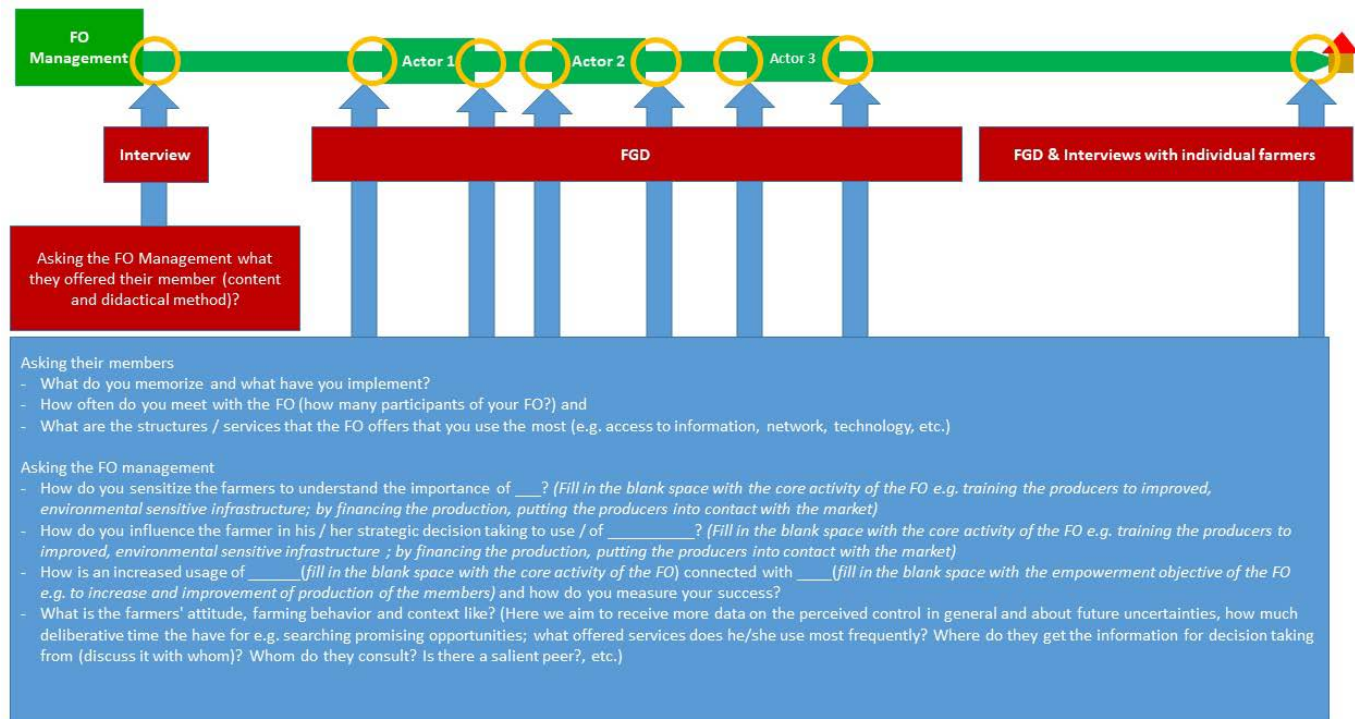 FO
Management
Actor 1
Actor 2
Actor 3
Interview
FGD
FGD & Interviews with individual farmers
Asking the FO Management what
they offered their member (content
and didactical method)?
Asking their members
- What do you memorize and what have you implement?
- How often do you meet with the FO (how many participants of your FO?) and
- What are the structures / services that the FO offers that you use the most (e.g. access to information, network, technology, etc.)
Asking the FO management
- How do you sensitize the farmers to understand the importance of ___? (Fill in the blank space with the core activity of the FO e.g. training the producers to improved,
environmental sensitive infrastructure; by financing the production, putting the producers into contact with the market)
- How do you influence the farmer in his / her strategic decision taking to use / of __________? (Fill in the blank space with the core activity of the FO e.g. training the producers to
improved, environmental sensitive infrastructure ; by financing the production, putting the producers into contact with the market)
- How is an increased usage of ______(fill in the blank space with the core activity of the FO) connected with ____(fill in the blank space with the empowerment objective of the FO
e.g. to increase and improvement of production of the members) and how do you measure your success?
- What is the farmers' attitude, farming behavior and context like? (Here we aim to receive more data on the perceived control in general and about future uncertainties, how much
deliberative time the have for e.g. searching promising opportunities; what offered services does he/she use most frequently? Where do they get the information for decision taking
from (discuss it with whom)? Whom do they consult? Is there a salient peer?, etc.)